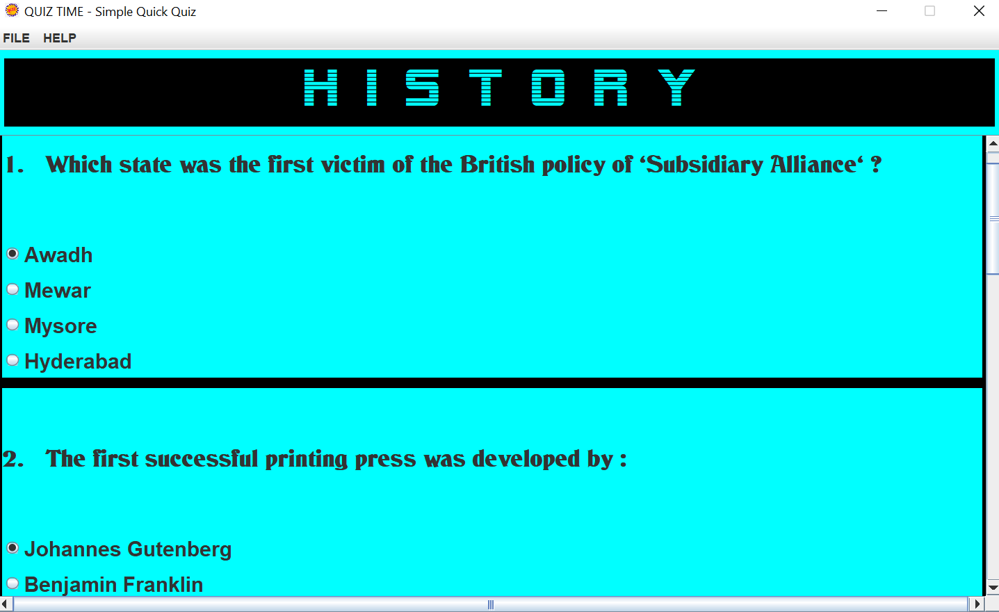 QUIZ TIME - Simple Quick Quiz
FILE HELP
HISTORY
1. Which state was the first victim of the British policy of ‘Subsidiary Alliance‘ ?
Awadh
Mewar
Mysore
Hyderabad
2. The first successful printing press was developed by :
Johannes Gutenberg
Benjamin Franklin